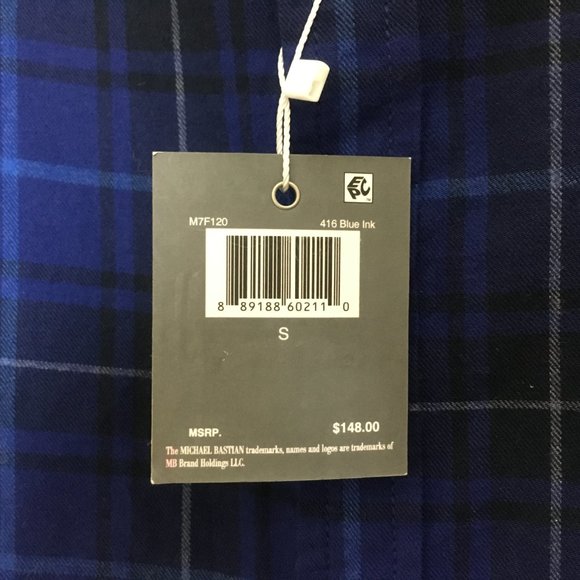 EPC
M7F120 416 Blue Ink
8 89188 60211 0
S
MSRP. $148.00
The MICHAEL BASTIAN trademarks, names and logos are trademarks of
MB Brand Holdings LLC.